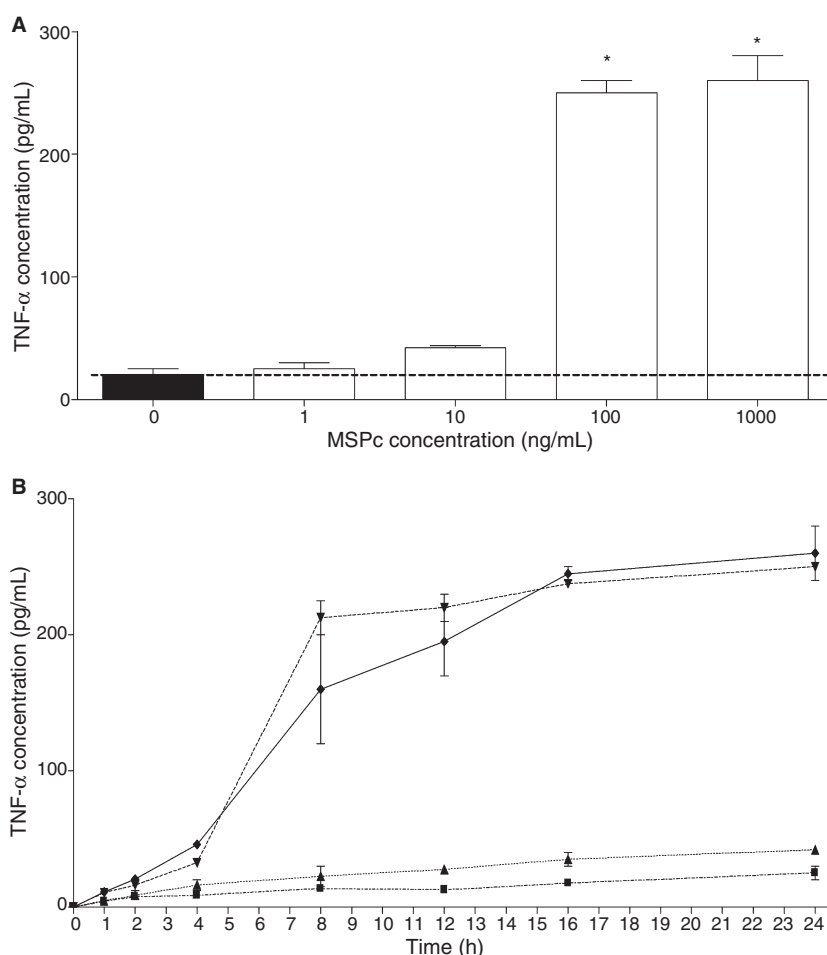 A
300
200
100
0
TNF-α concentration (pg/mL)
* *
0 1 10 100 1000
MSPc concentration (ng/mL)
B
300
200
100
0
TNF-α concentration (pg/mL)
0 1 2 3 4 5 6 7 8 9 10 11 12 13 14 15 16 17 18 19 20 21 22 23 24
Time (h)